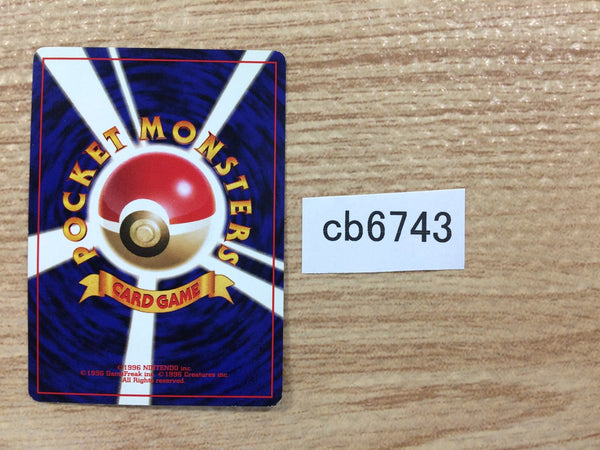 POCKET MONSTERS
CARD GAME
©1996 NINTENDO inc.
©1996 GameFreak inc. ©1996 Creatures inc.
All Rights reserved.
cb6743